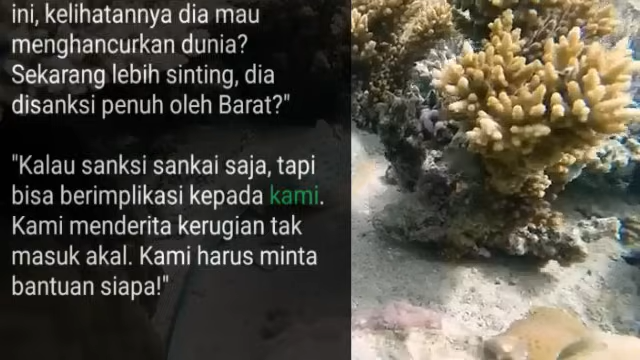 ini, kelihatannya dia mau
menghancurkan dunia?
Sekarang lebih sinting, dia
disanksi penuh oleh Barat?"
"Kalau sanksi sankai saja, tapi
bisa berimplikasi kepada kami.
Kami menderita kerugian tak
masuk akal. Kami harus minta
bantuan siapa!"